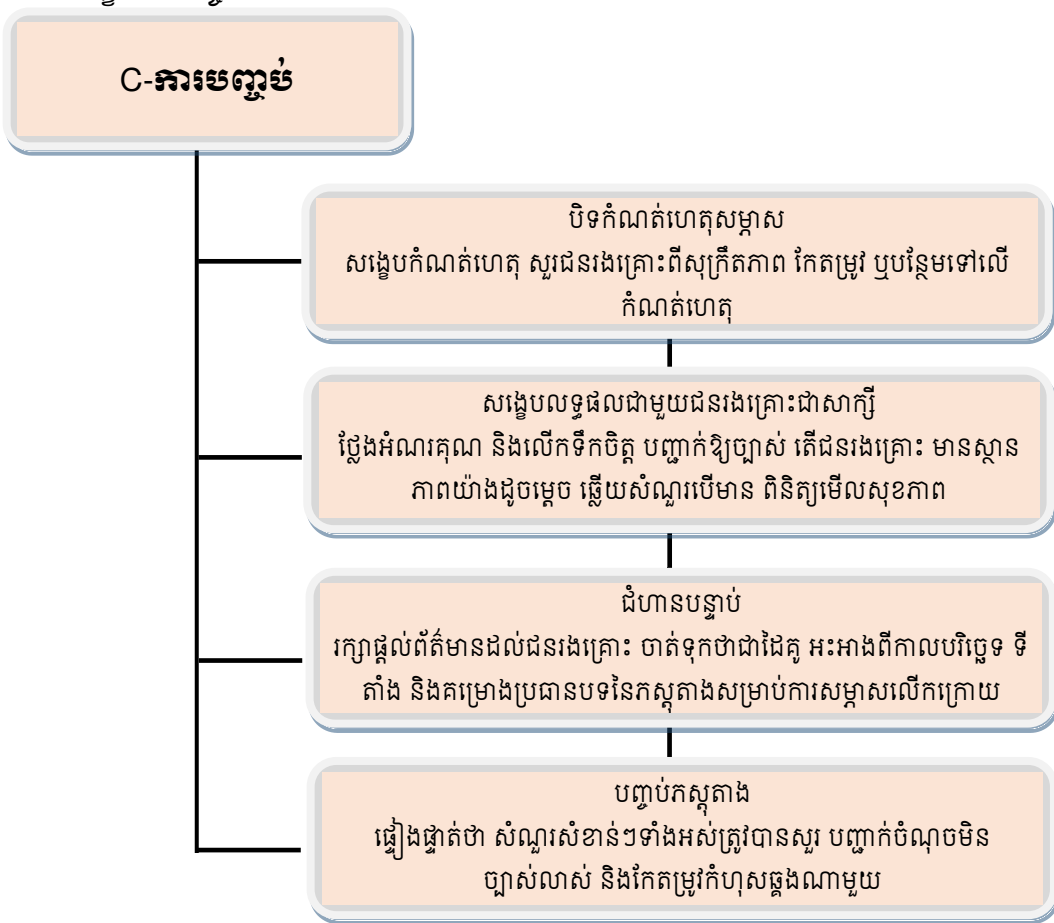 C-ការបញ្ចប់
បិទកំណត់ហេតុសម្ភាស
សង្ខេបកំណត់ហេតុ សួរជនរងគ្រោះពីសុក្រឹតភាព កែតម្រូវ ឬបន្ថែមទៅលើ
កំណត់ហេតុ
សង្ខេបលទ្ធផលជាមួយជនរងគ្រោះជាសាក្សី
ថ្លែងអំណរគុណ និងលើកទឹកចិត្ត បញ្ជាក់ឱ្យច្បាស់ តើជនរងគ្រោះ មានស្ថាន
ភាពយ៉ាងដូចម្តេច ឆ្លើយសំណួរបើមាន ពិនិត្យមើលសុខភាព
ជំហានបន្ទាប់
រក្សាផ្តល់ព័ត៌មានដល់ជនរងគ្រោះ ចាត់ទុកថាជាដៃគូ អះអាងពីកាលបរិច្ឆេទ ទី
តាំង និងគម្រោងប្រធានបទនៃភស្តុតាងសម្រាប់ការសម្ភាសលើកក្រោយ
បញ្ចប់ភស្តុតាង
ផ្ទៀងផ្ទាត់ថា សំណួរសំខាន់ៗទាំងអស់ត្រូវបានសួរ បញ្ជាក់ចំណុចមិន
ច្បាស់លាស់ និងកែតម្រូវកំហុសឆ្គងណាមួយ